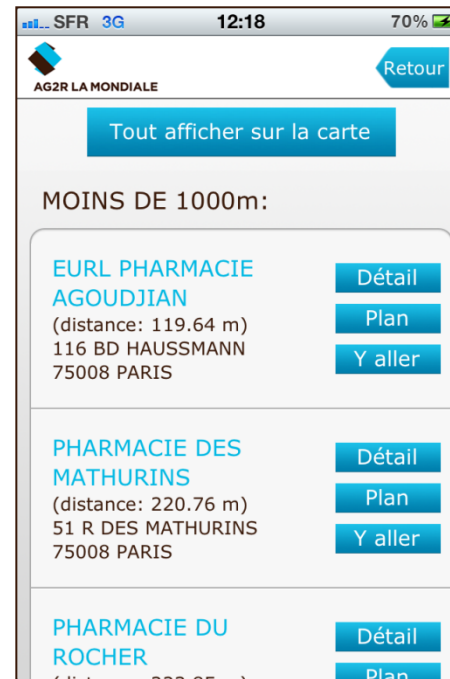 SFR 3G 12:18 70%
AG2R LA MONDIALE
Retour
Tout afficher sur la carte
MOINS DE 1000m:
EURL PHARMACIE
AGOUDJIAN
(distance: 119.64 m)
116 BD HAUSSMANN
75008 PARIS
Détail
Plan
Y aller
PHARMACIE DES
MATHURINS
(distance: 220.76 m)
51 R DES MATHURINS
75008 PARIS
Détail
Plan
Y aller
PHARMACIE DU
ROCHER
Détail
Plan